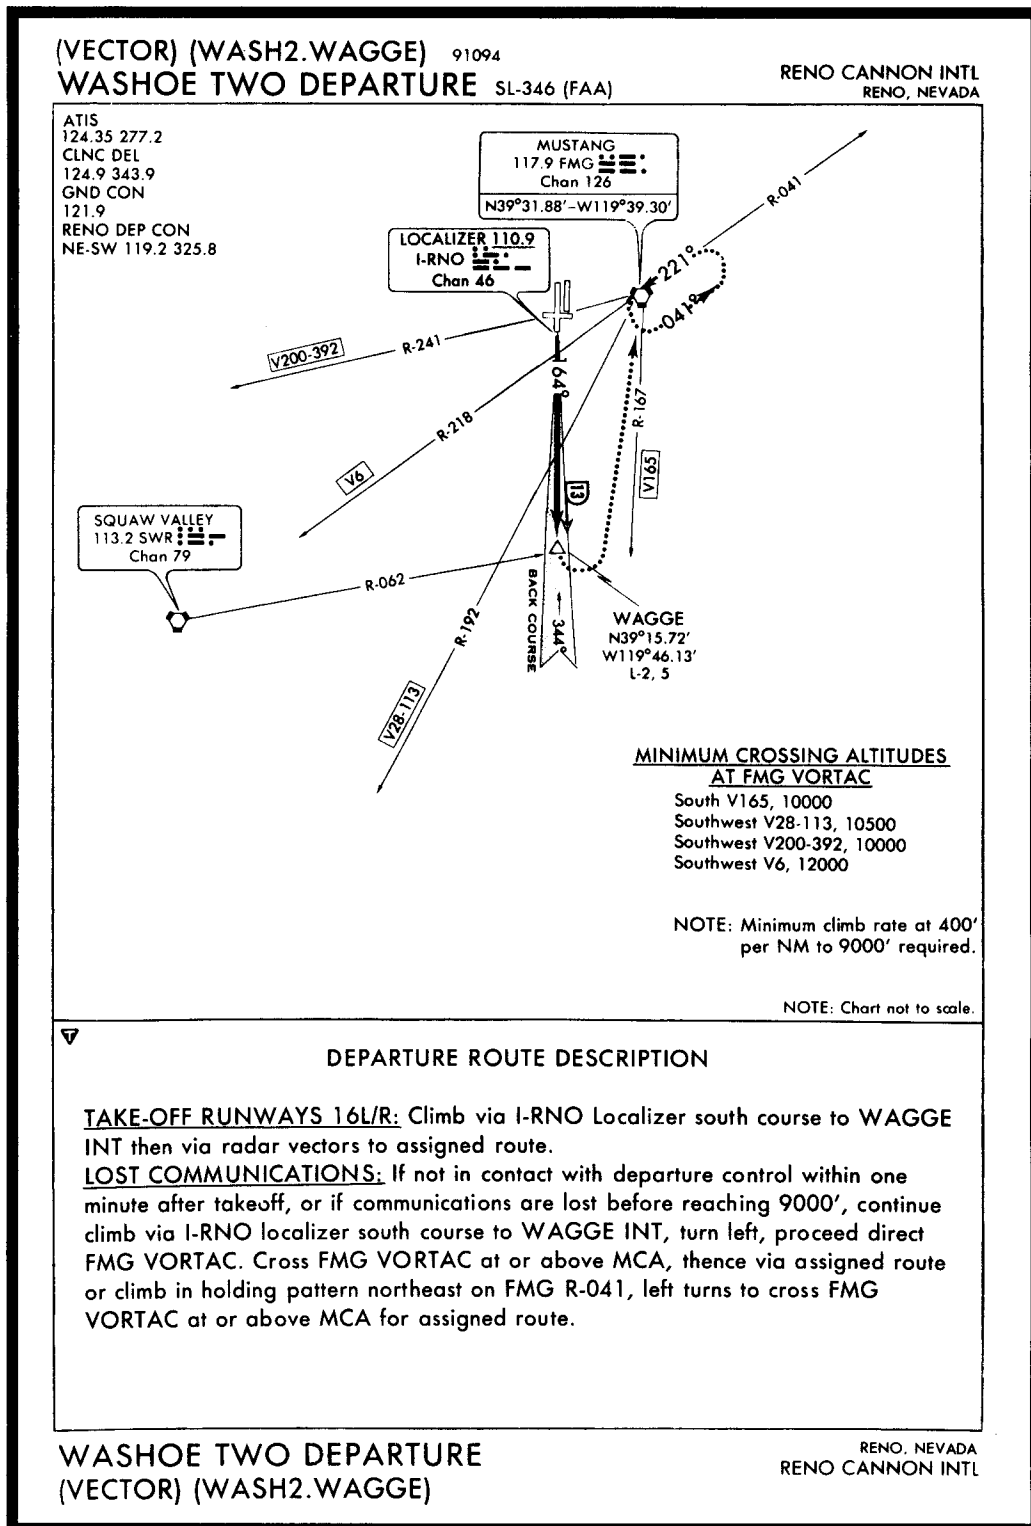 (VECTOR) (WASH2.WAGGE) 91094
WASHOE TWO DEPARTURE SL-346 (FAA)
RENO CANNON INTL
RENO, NEVADA
ATIS
124.35 277.2
CLNC DEL
124.9 343.9
GND CON
121.9
RENO DEP CON
NE-SW 119.2 325.8
MUSTANG
117.9 FMG
Chan 126
N39°31.88'-W119°39.30'
LOCALIZER 110.9
I-RNO
Chan 46
R-041
221°
041°
V200-392
R-241
164°
R-218
V6
R-167
V165
13
SQUAW VALLEY
113.2 SWR
Chan 79
R-062
R-192
V28-113
BACK COURSE
344°
WAGGE
N39°15.72'
W119°46.13'
L-2, 5
MINIMUM CROSSING ALTITUDES
AT FMG VORTAC
South V165, 10000
Southwest V28-113, 10500
Southwest V200-392, 10000
Southwest V6, 12000
NOTE: Minimum climb rate at 400'
per NM to 9000' required.
NOTE: Chart not to scale.
T
DEPARTURE ROUTE DESCRIPTION
TAKE-OFF RUNWAYS 16L/R: Climb via I-RNO Localizer south course to WAGGE
INT then via radar vectors to assigned route.
LOST COMMUNICATIONS: If not in contact with departure control within one
minute after takeoff, or if communications are lost before reaching 9000', continue
climb via I-RNO localizer south course to WAGGE INT, turn left, proceed direct
FMG VORTAC. Cross FMG VORTAC at or above MCA, thence via assigned route
or climb in holding pattern northeast on FMG R-041, left turns to cross FMG
VORTAC at or above MCA for assigned route.
WASHOE TWO DEPARTURE
(VECTOR) (WASH2.WAGGE)
RENO, NEVADA
RENO CANNON INTL